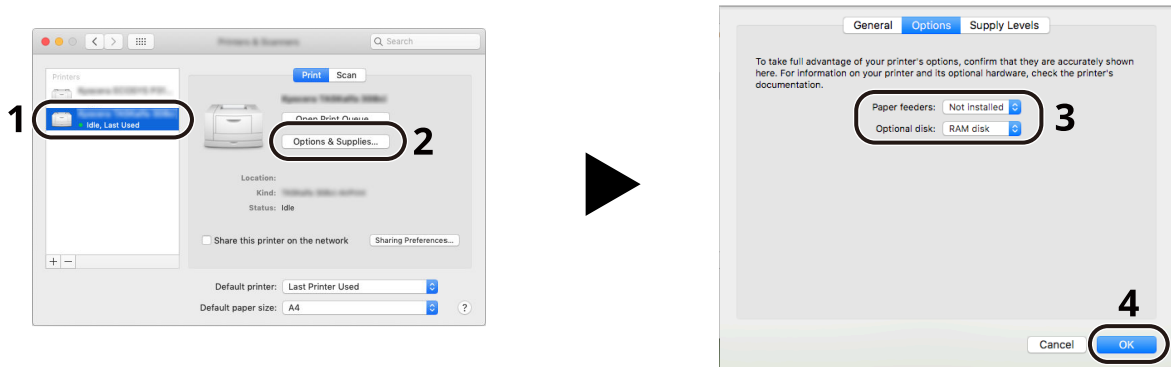 Search
Printers
Print
Scan
1
Idle, Last Used
Open Print Queue...
Options & Supplies...
2
Location:
Kind:
Status: Idle
Share this printer on the network
Sharing Preferences...
+ −
Default printer: Last Printer Used
Default paper size: A4
?
General
Options
Supply Levels
To take full advantage of your printer's options, confirm that they are accurately shown
here. For information on your printer and its optional hardware, check the printer's
documentation.
Paper feeders: Not installed
Optional disk: RAM disk
3
4
Cancel
OK